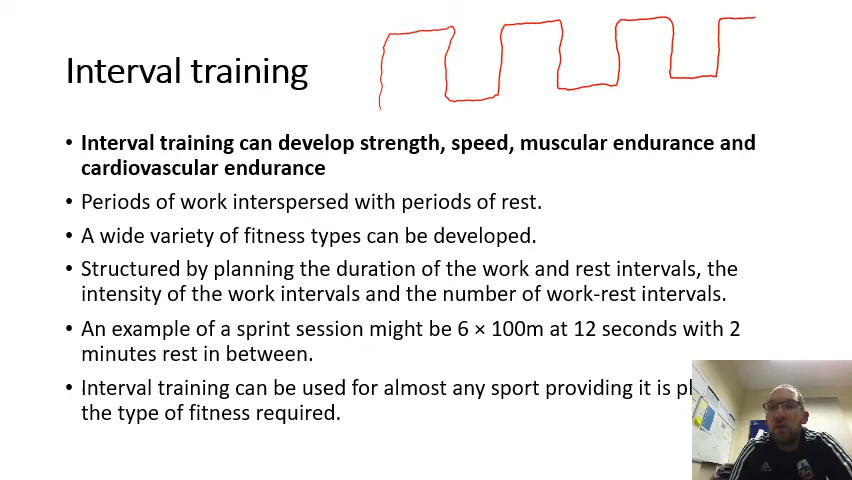 Interval training
• Interval training can develop strength, speed, muscular endurance and
cardiovascular endurance
• Periods of work interspersed with periods of rest.
• A wide variety of fitness types can be developed.
• Structured by planning the duration of the work and rest intervals, the
intensity of the work intervals and the number of work-rest intervals.
• An example of a sprint session might be 6 × 100m at 12 seconds with 2
minutes rest in between.
• Interval training can be used for almost any sport providing it is
the type of fitness required.